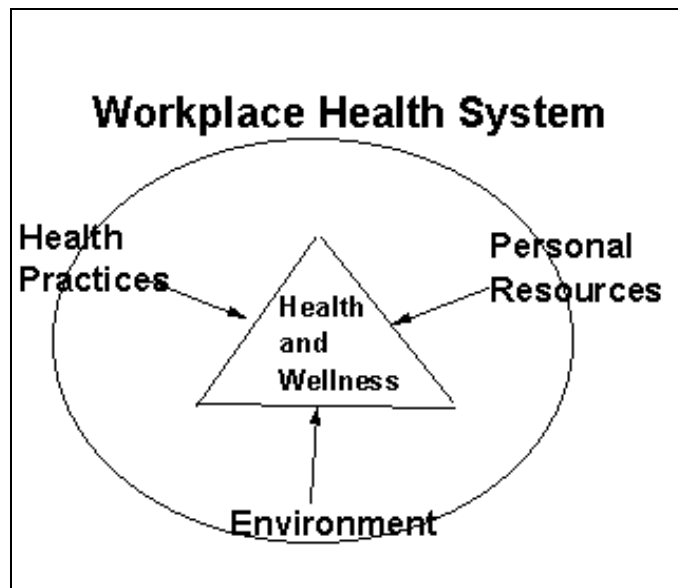 Workplace Health System
Health
Practices
Personal
Resources
Health
and
Wellness
Environment